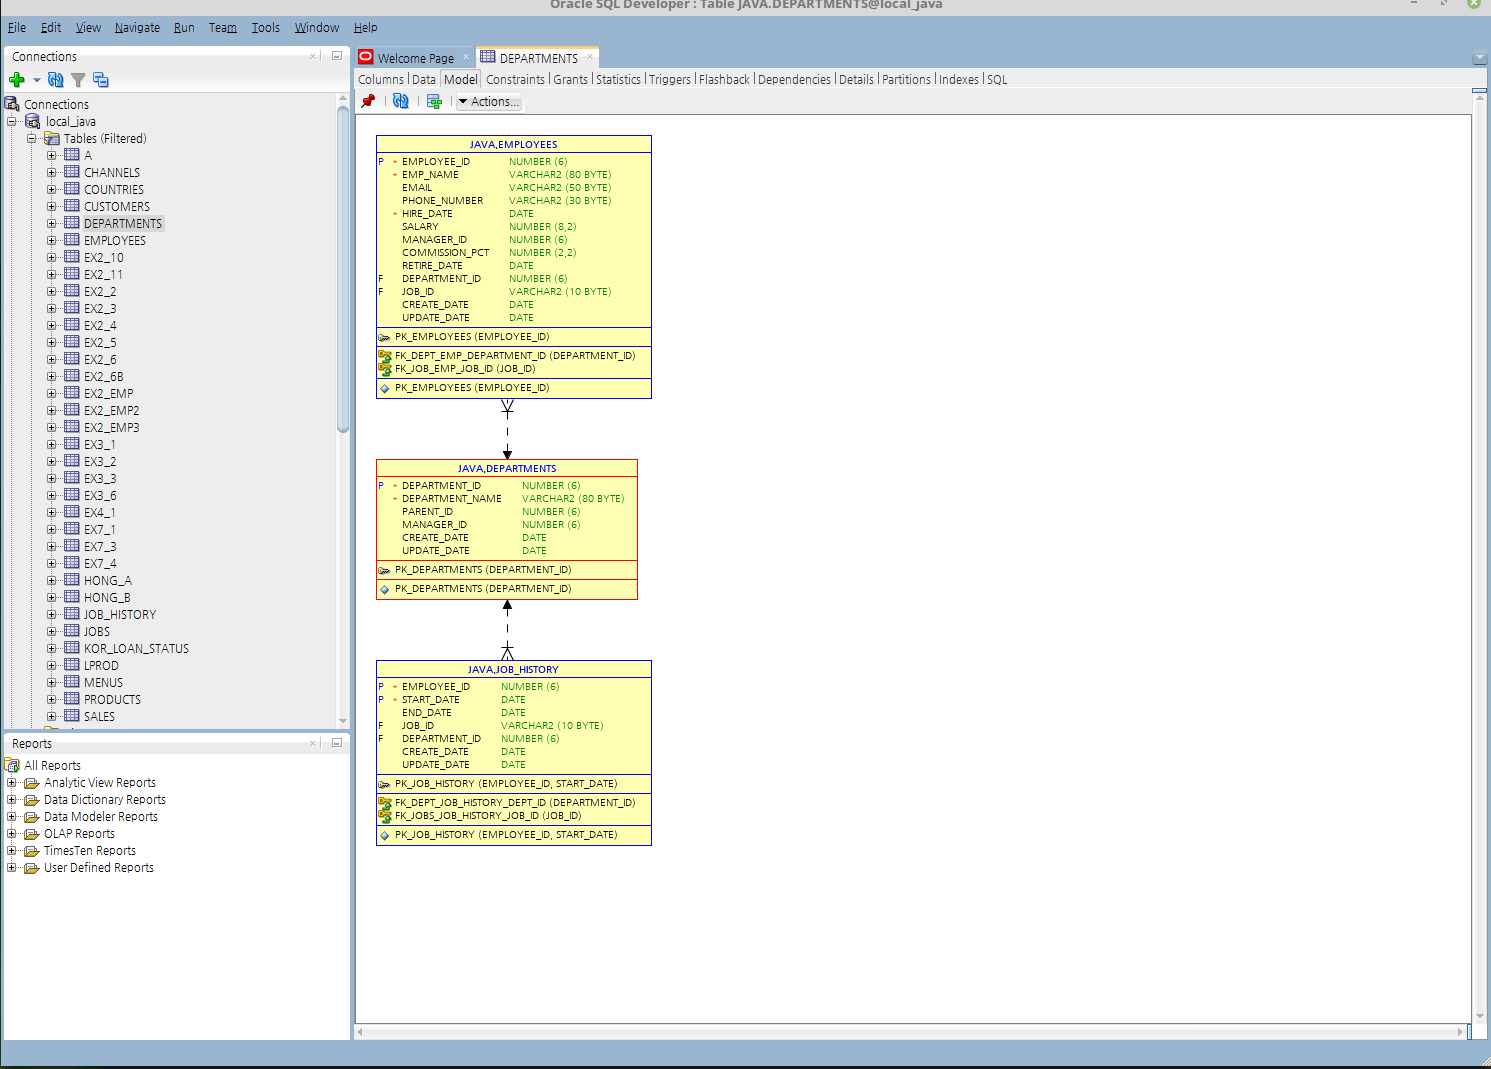 Oracle SQL Developer : Table JAVA.DEPARTMENTS@local_java
File Edit View Navigate Run Team Tools Window Help
Connections
Connections
local_java
Tables (Filtered)
A
CHANNELS
COUNTRIES
CUSTOMERS
DEPARTMENTS
EMPLOYEES
EX2_10
EX2_11
EX2_2
EX2_3
EX2_4
EX2_5
EX2_6
EX2_6B
EX2_EMP
EX2_EMP2
EX2_EMP3
EX3_1
EX3_2
EX3_3
EX3_6
EX4_1
EX7_1
EX7_3
EX7_4
HONG_A
HONG_B
JOB_HISTORY
JOBS
KOR_LOAN_STATUS
LPROD
MENUS
PRODUCTS
SALES
Reports
All Reports
Analytic View Reports
Data Dictionary Reports
Data Modeler Reports
OLAP Reports
TimesTen Reports
User Defined Reports
Welcome Page DEPARTMENTS
Columns Data Model Constraints Grants Statistics Triggers Flashback Dependencies Details Partitions Indexes SQL
Actions...
JAVA.EMPLOYEES
P * EMPLOYEE_ID NUMBER (6)
* EMP_NAME VARCHAR2 (80 BYTE)
EMAIL VARCHAR2 (50 BYTE)
PHONE_NUMBER VARCHAR2 (30 BYTE)
* HIRE_DATE DATE
SALARY NUMBER (8,2)
MANAGER_ID NUMBER (6)
COMMISSION_PCT NUMBER (2,2)
RETIRE_DATE DATE
F DEPARTMENT_ID NUMBER (6)
F JOB_ID VARCHAR2 (10 BYTE)
CREATE_DATE DATE
UPDATE_DATE DATE
PK_EMPLOYEES (EMPLOYEE_ID)
FK_DEPT_EMP_DEPARTMENT_ID (DEPARTMENT_ID)
FK_JOB_EMP_JOB_ID (JOB_ID)
PK_EMPLOYEES (EMPLOYEE_ID)
JAVA.DEPARTMENTS
P * DEPARTMENT_ID NUMBER (6)
* DEPARTMENT_NAME VARCHAR2 (80 BYTE)
PARENT_ID NUMBER (6)
MANAGER_ID NUMBER (6)
CREATE_DATE DATE
UPDATE_DATE DATE
PK_DEPARTMENTS (DEPARTMENT_ID)
PK_DEPARTMENTS (DEPARTMENT_ID)
JAVA.JOB_HISTORY
P * EMPLOYEE_ID NUMBER (6)
P * START_DATE DATE
END_DATE DATE
F JOB_ID VARCHAR2 (10 BYTE)
F DEPARTMENT_ID NUMBER (6)
CREATE_DATE DATE
UPDATE_DATE DATE
PK_JOB_HISTORY (EMPLOYEE_ID, START_DATE)
FK_DEPT_JOB_HISTORY_DEPT_ID (DEPARTMENT_ID)
FK_JOBS_JOB_HISTORY_JOB_ID (JOB_ID)
PK_JOB_HISTORY (EMPLOYEE_ID, START_DATE)